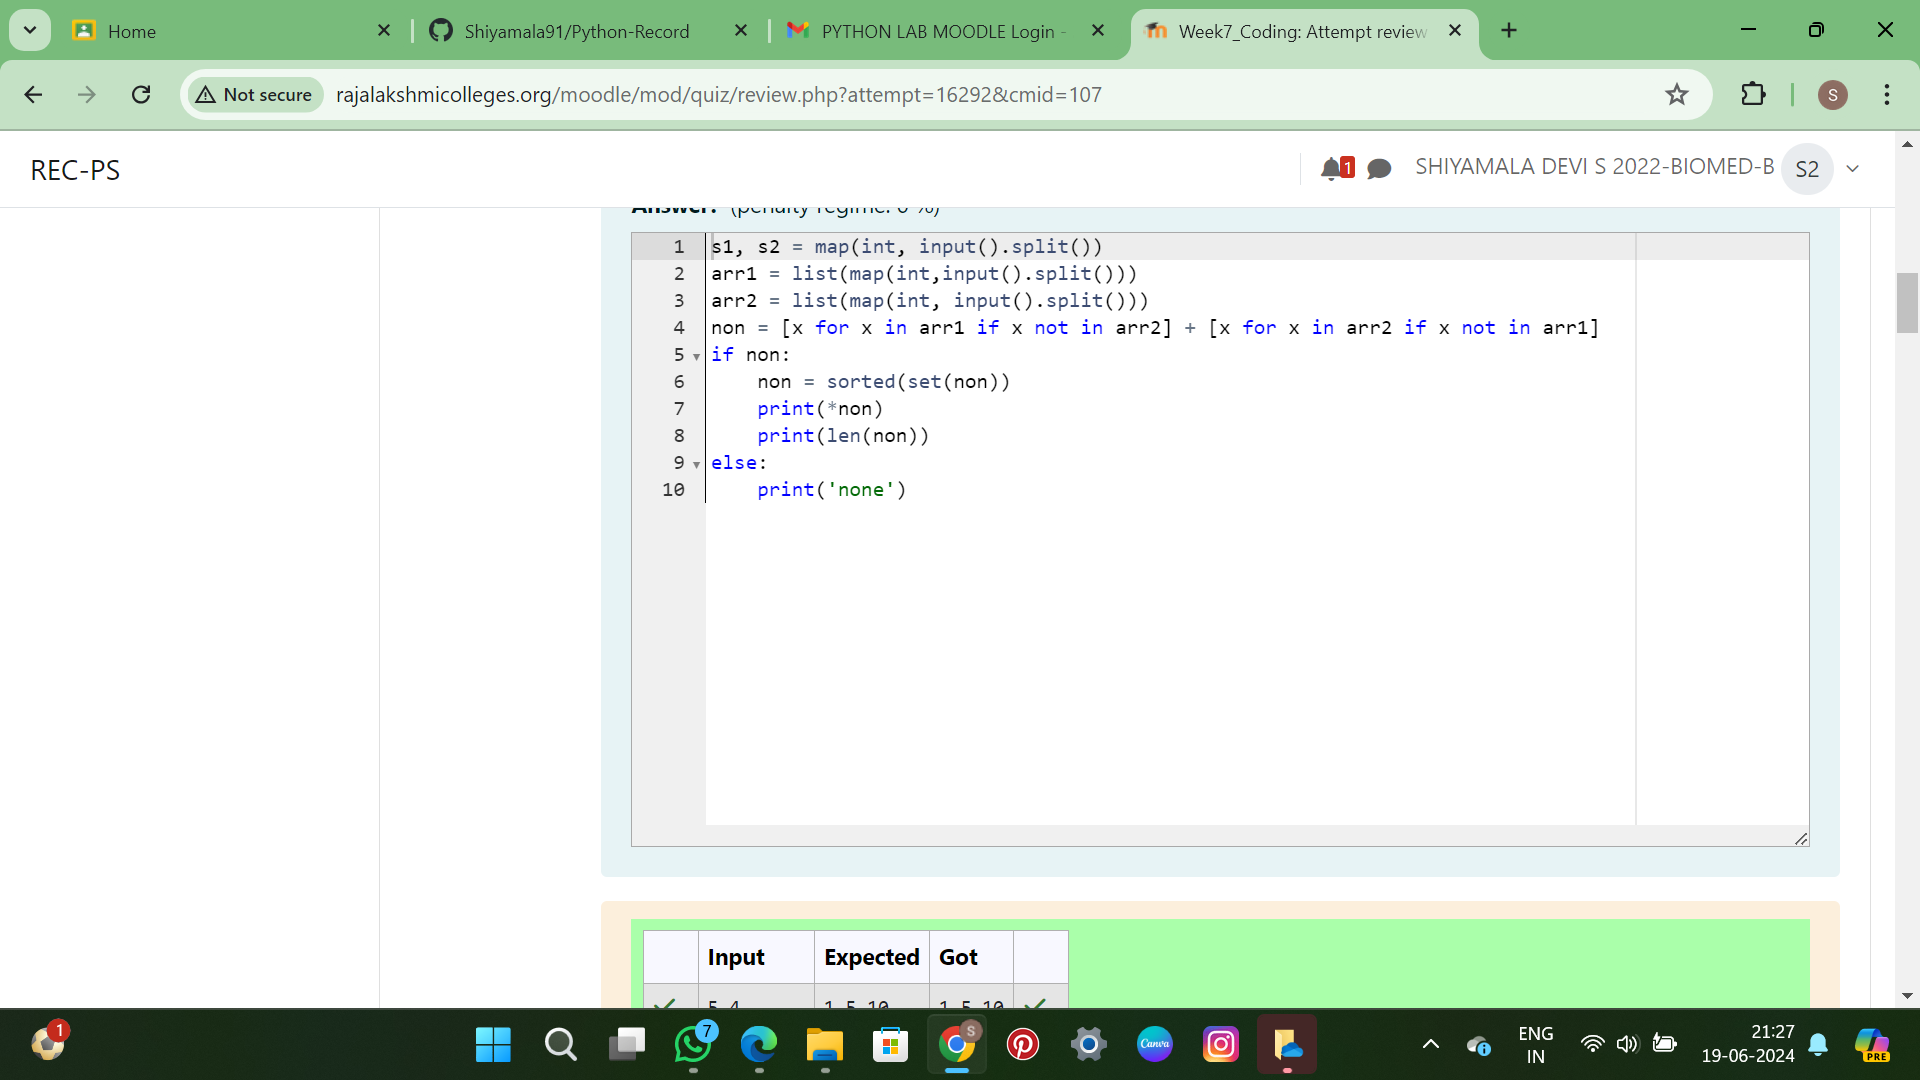 Home
Shiyamala91/Python-Record
PYTHON LAB MOODLE Login -
Week7_Coding: Attempt review
Not secure
rajalakshmicolleges.org/moodle/mod/quiz/review.php?attempt=16292&cmid=107
S
REC-PS
1
SHIYAMALA DEVI S 2022-BIOMED-B
S2
Answer: (penalty regime: 0 %)
1 s1, s2 = map(int, input().split())
2 arr1 = list(map(int,input().split()))
3 arr2 = list(map(int, input().split()))
4 non = [x for x in arr1 if x not in arr2] + [x for x in arr2 if x not in arr1]
5 if non:
6     non = sorted(set(non))
7     print(*non)
8     print(len(non))
9 else:
10     print('none')
Input Expected Got
5 4 1 5 10 1 5 10
1
7
S
Canva
ENG
IN
21:27
19-06-2024
PRE